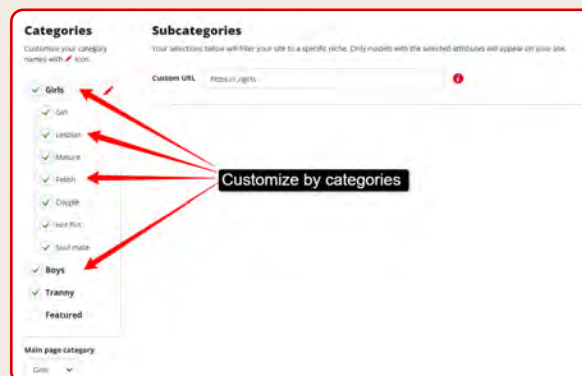 Categories
Customize your category
names with icon.
Girls
Girl
Lesbian
Mature
Fetish
Couple
Hot flirt
Soul mate
Boys
Tranny
Featured
Main page category
Girls
Subcategories
Your selections below will filter your site to a specific niche. Only models with the selected attributes will appear on your site.
Custom URL
https://../girls
Customize by categories